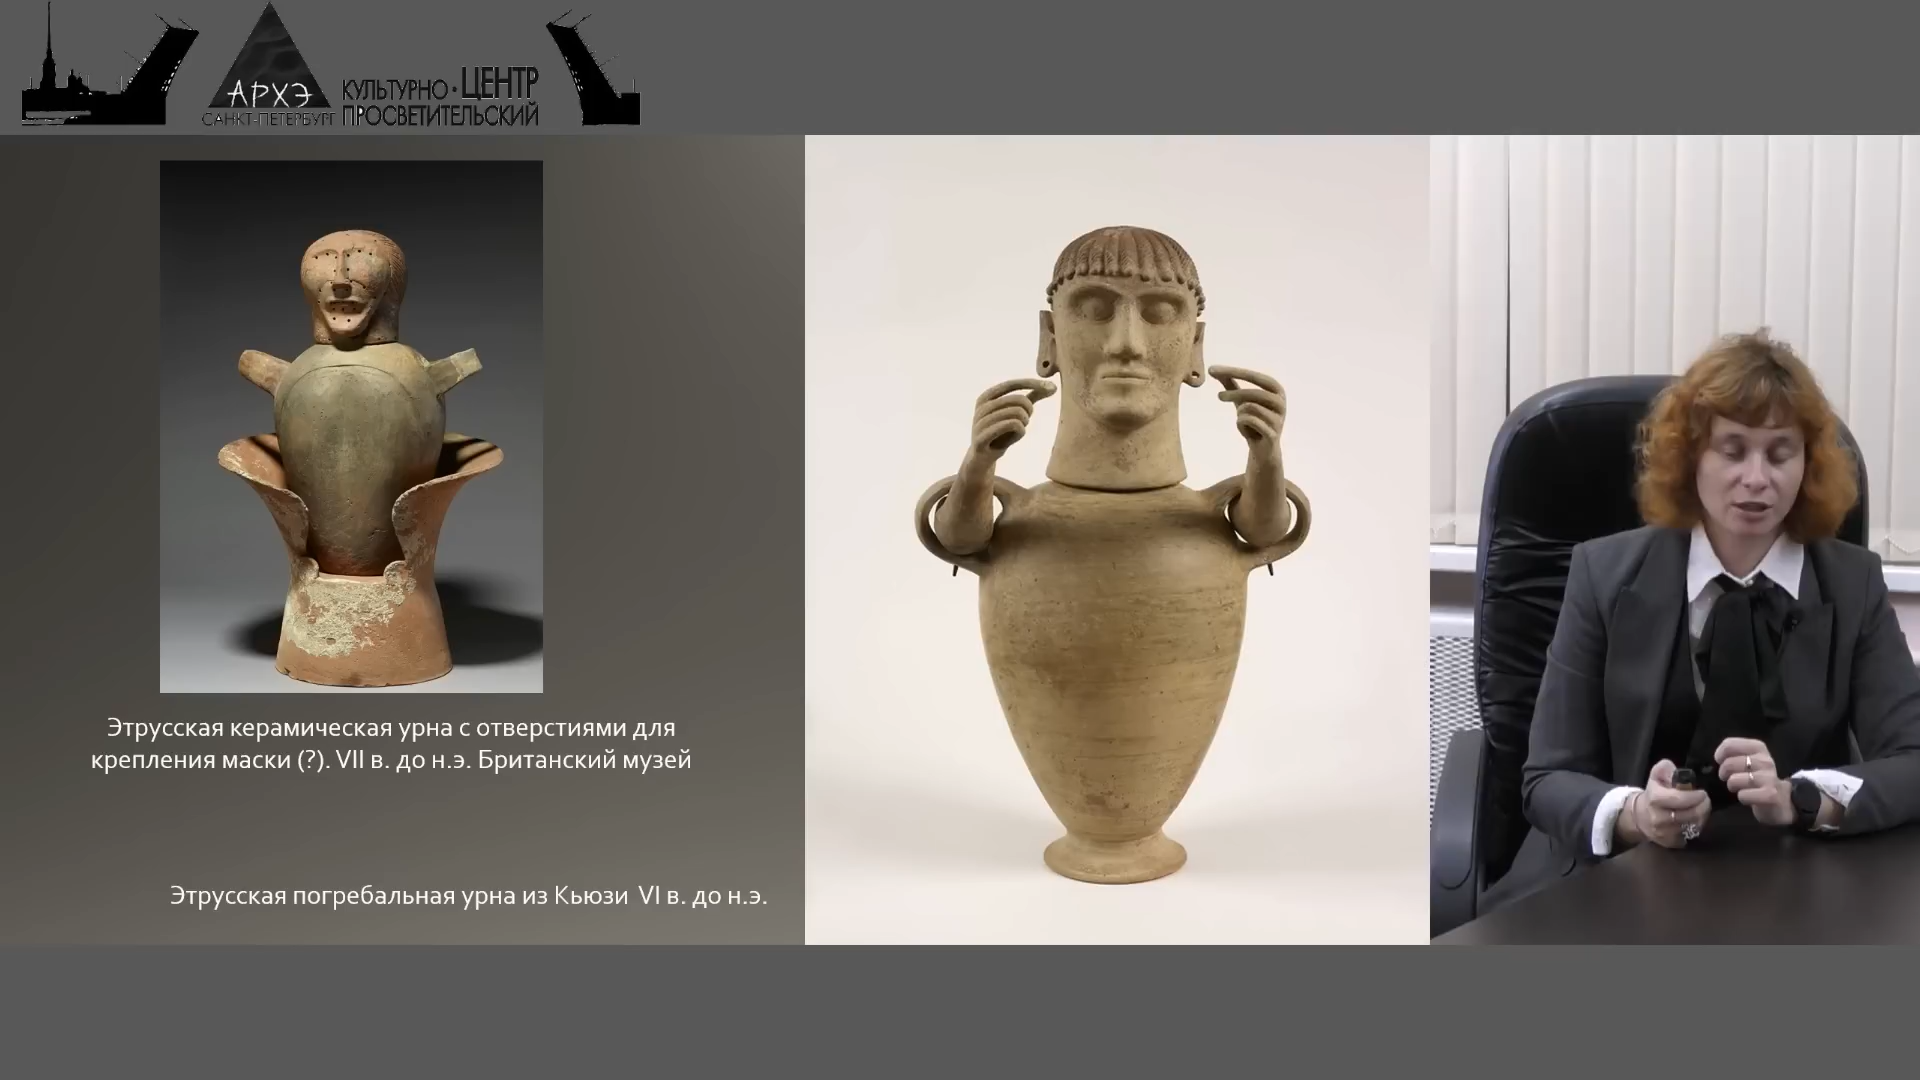 АРХЭ
САНКТ-ПЕТЕРБУРГ
КУЛЬТУРНО·ЦЕНТР
ПРОСВЕТИТЕЛЬСКИЙ
Этрусская керамическая урна с отверстиями для
крепления маски (?). VII в. до н.э. Британский музей
Этрусская погребальная урна из Кьюзи VI в. до н.э.